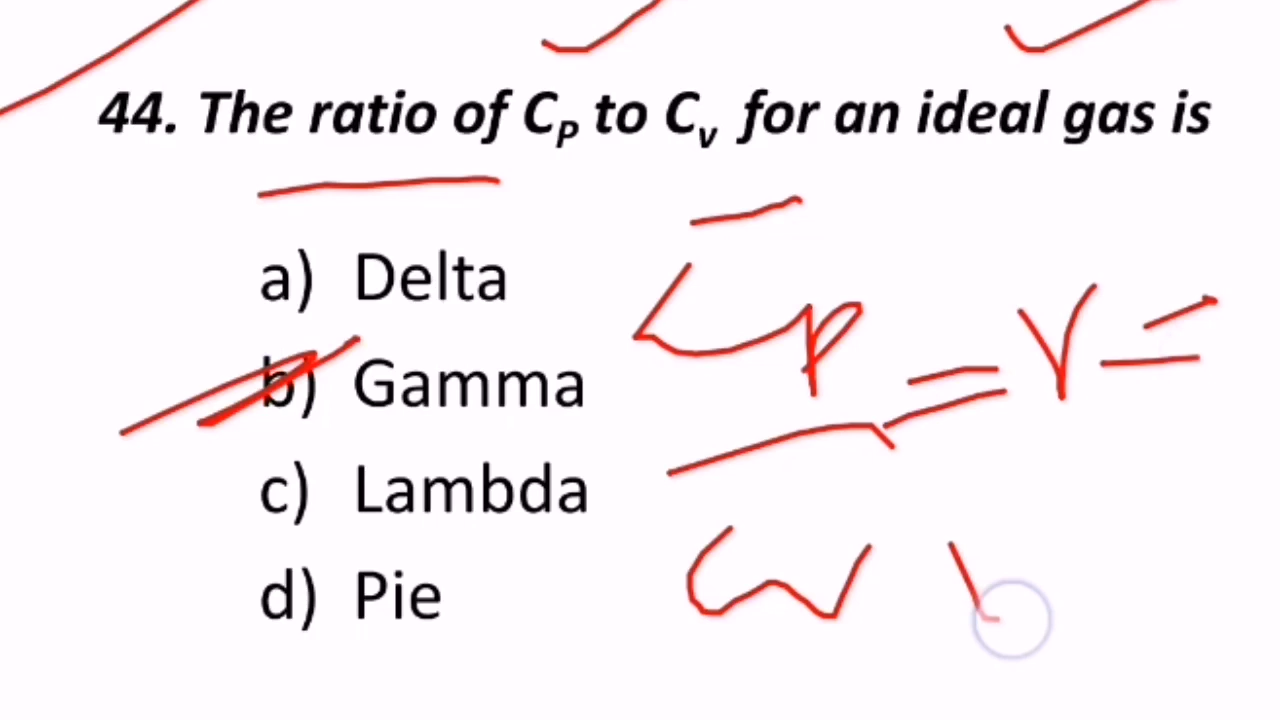 44. The ratio of Cₚ to Cᵥ for an ideal gas is
a) Delta
b) Gamma
c) Lambda
d) Pie
Cp = γ =
Cv